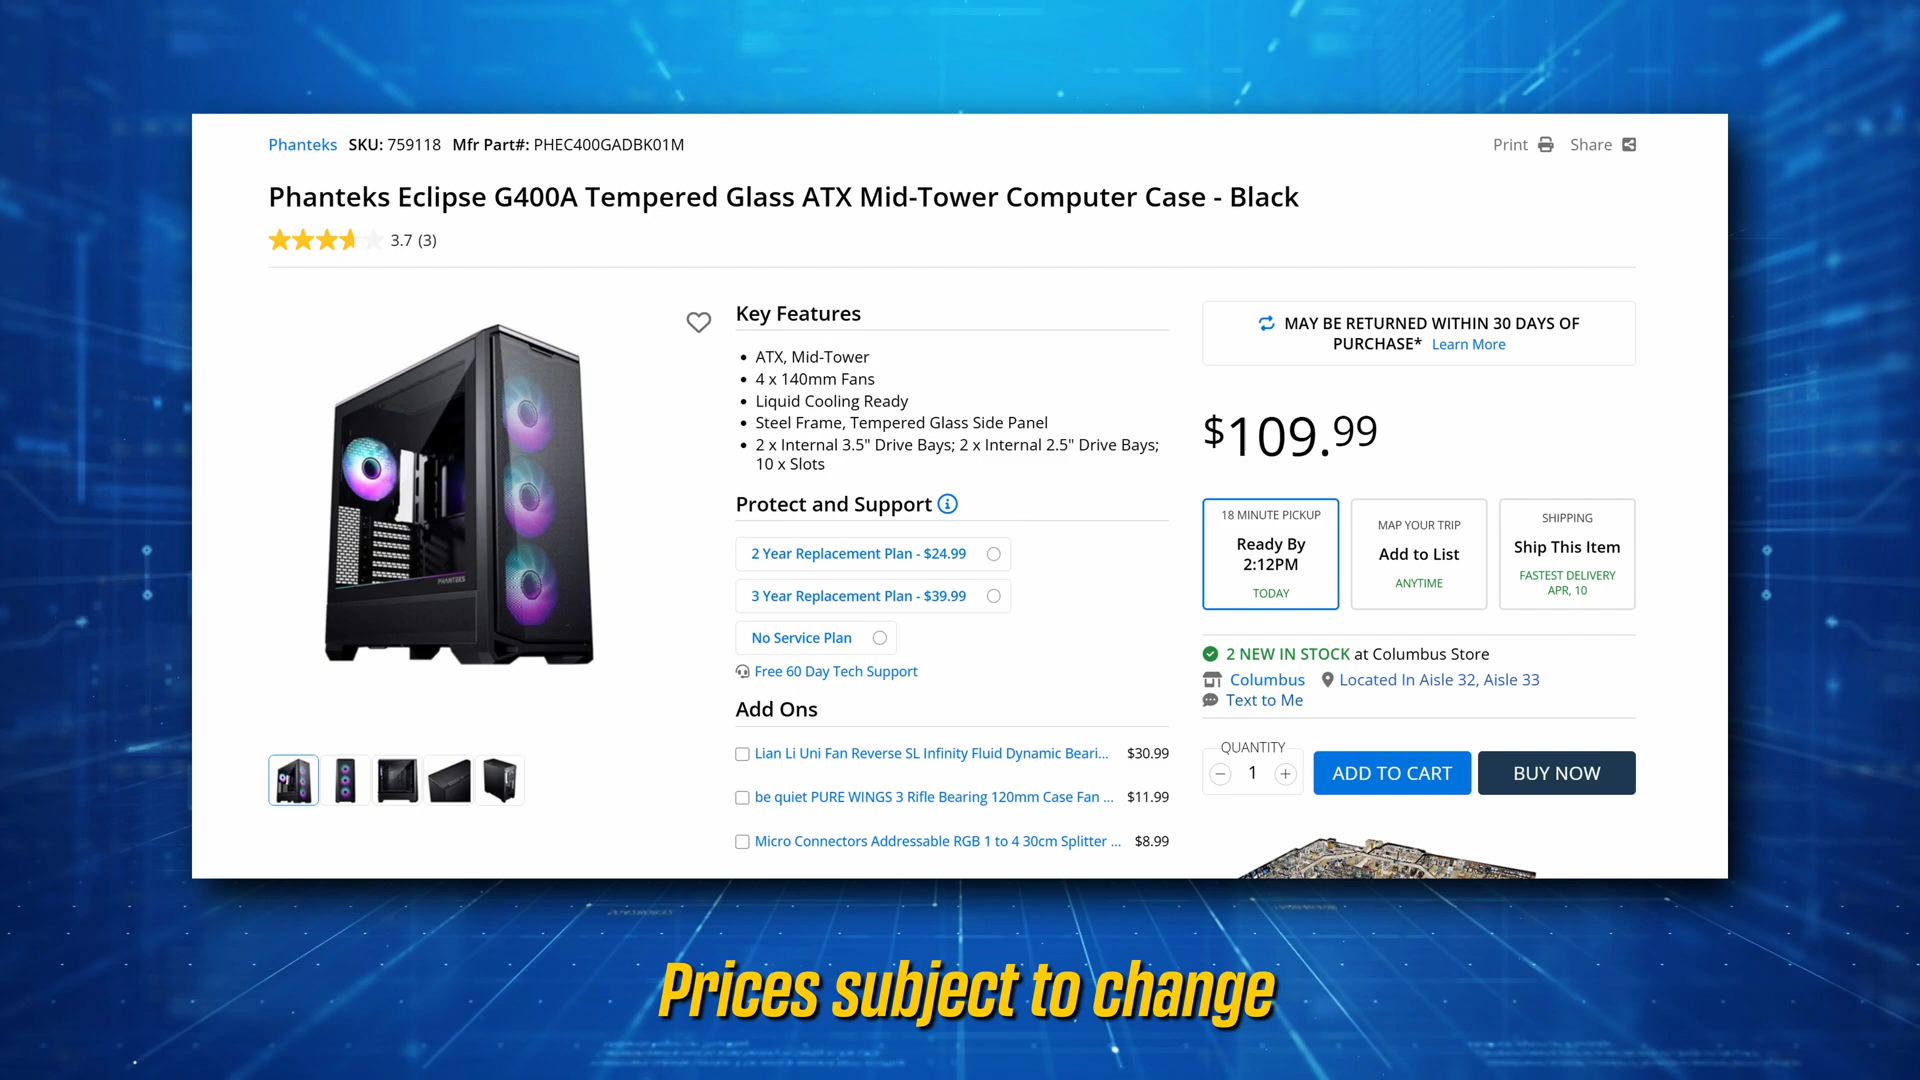 Phanteks SKU: 759118 Mfr Part#: PHEC400GADBK01M
Print Share
Phanteks Eclipse G400A Tempered Glass ATX Mid-Tower Computer Case - Black
3.7 (3)
PHANTEKS
Key Features
ATX, Mid-Tower
4 x 140mm Fans
Liquid Cooling Ready
Steel Frame, Tempered Glass Side Panel
2 x Internal 3.5" Drive Bays; 2 x Internal 2.5" Drive Bays;
10 x Slots
Protect and Support
2 Year Replacement Plan - $24.99
3 Year Replacement Plan - $39.99
No Service Plan
Free 60 Day Tech Support
Add Ons
Lian Li Uni Fan Reverse SL Infinity Fluid Dynamic Beari... $30.99
be quiet PURE WINGS 3 Rifle Bearing 120mm Case Fan ... $11.99
Micro Connectors Addressable RGB 1 to 4 30cm Splitter ... $8.99
MAY BE RETURNED WITHIN 30 DAYS OF
PURCHASE* Learn More
$109.99
18 MINUTE PICKUP
Ready By
2:12PM
TODAY
MAP YOUR TRIP
Add to List
ANYTIME
SHIPPING
Ship This Item
FASTEST DELIVERY
APR, 10
2 NEW IN STOCK at Columbus Store
Columbus Located In Aisle 32, Aisle 33
Text to Me
QUANTITY
1
ADD TO CART
BUY NOW
Prices subject to change